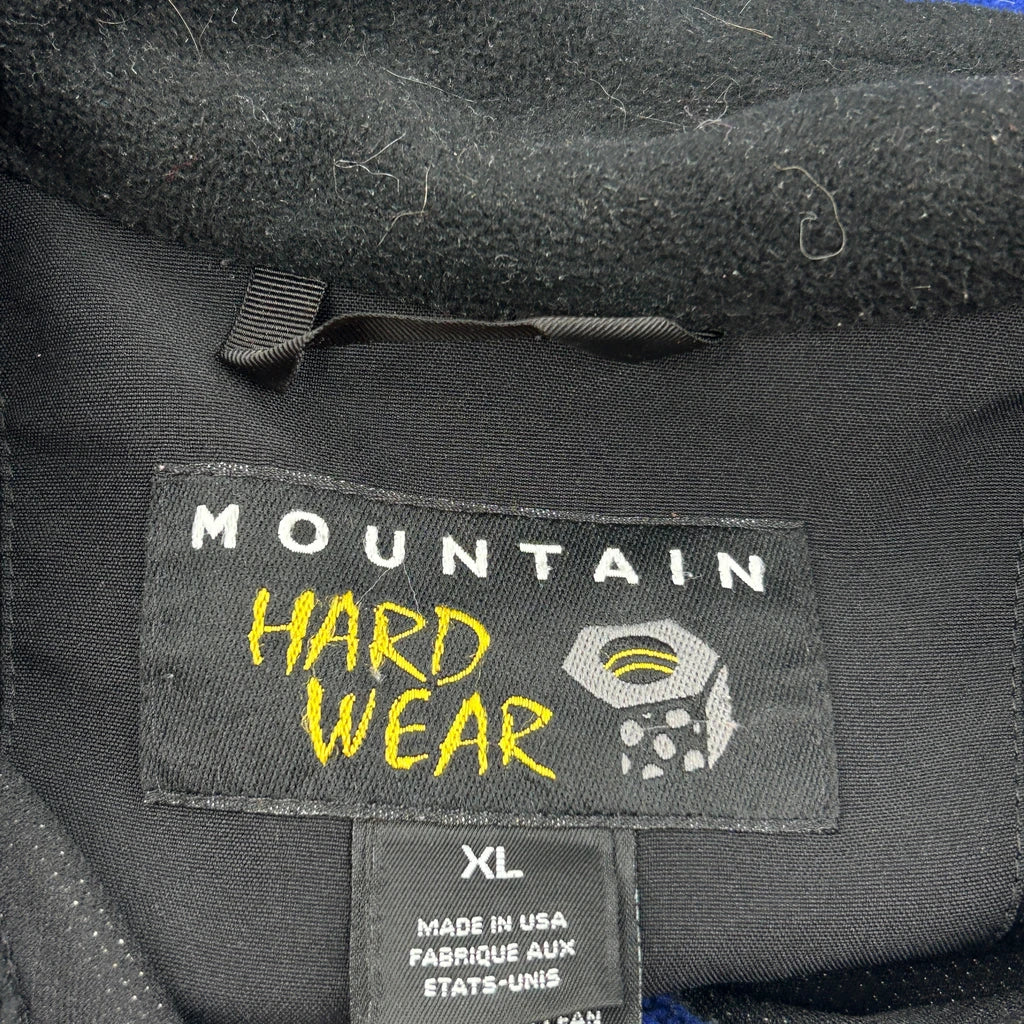 MOUNTAIN
HARD
WEAR
XL
MADE IN USA
FABRIQUE AUX
ETATS-UNIS